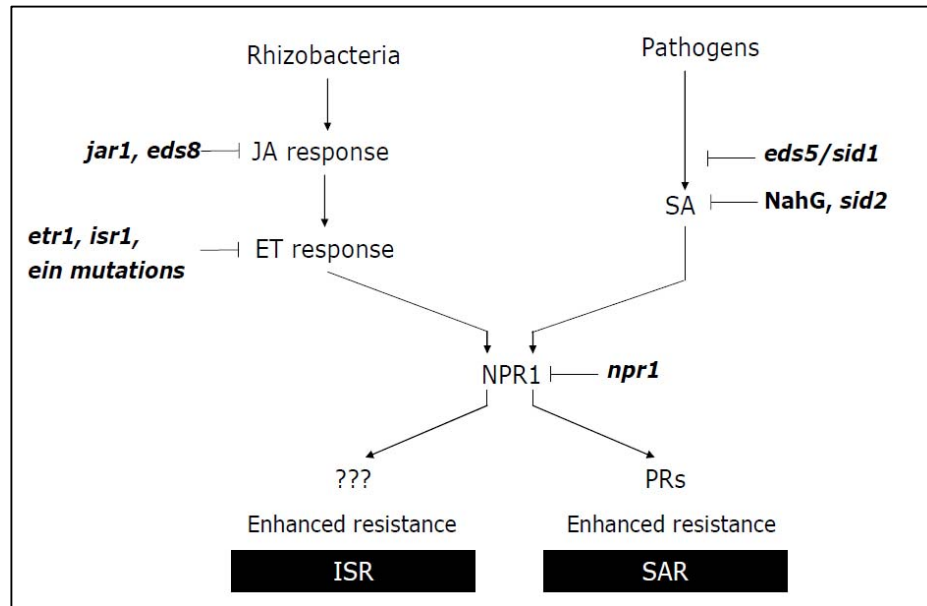 Rhizobacteria
Pathogens
jar1, eds8
JA response
eds5/sid1
SA
NahG, sid2
etr1, isr1,
ein mutations
ET response
NPR1
npr1
???
PRs
Enhanced resistance
Enhanced resistance
ISR
SAR